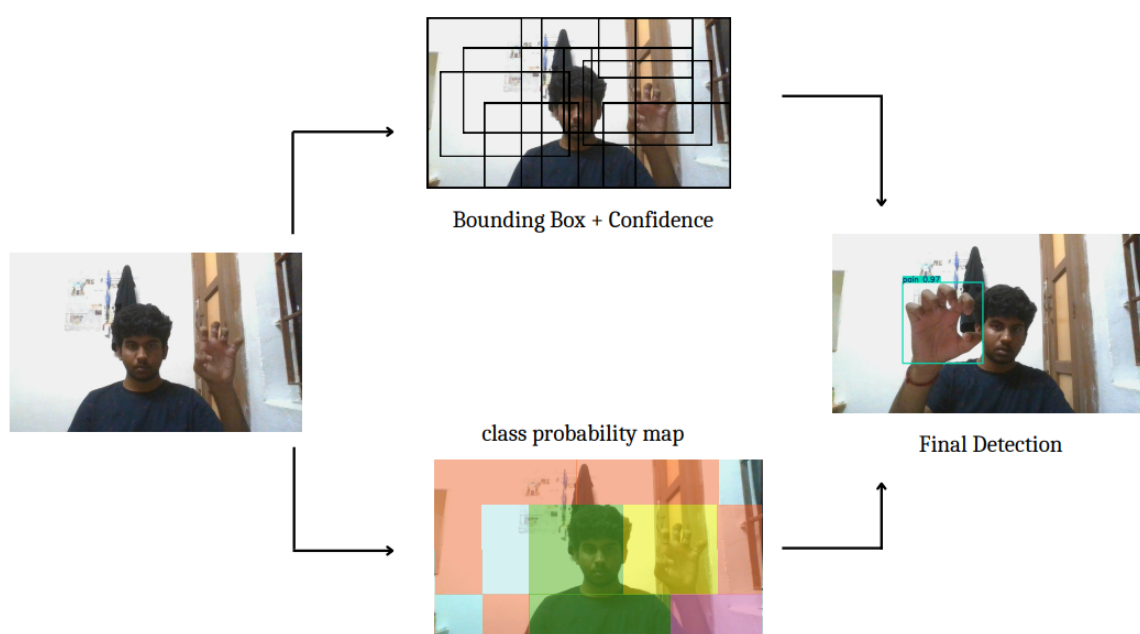 Bounding Box + Confidence
pain 0.97
class probability map
Final Detection